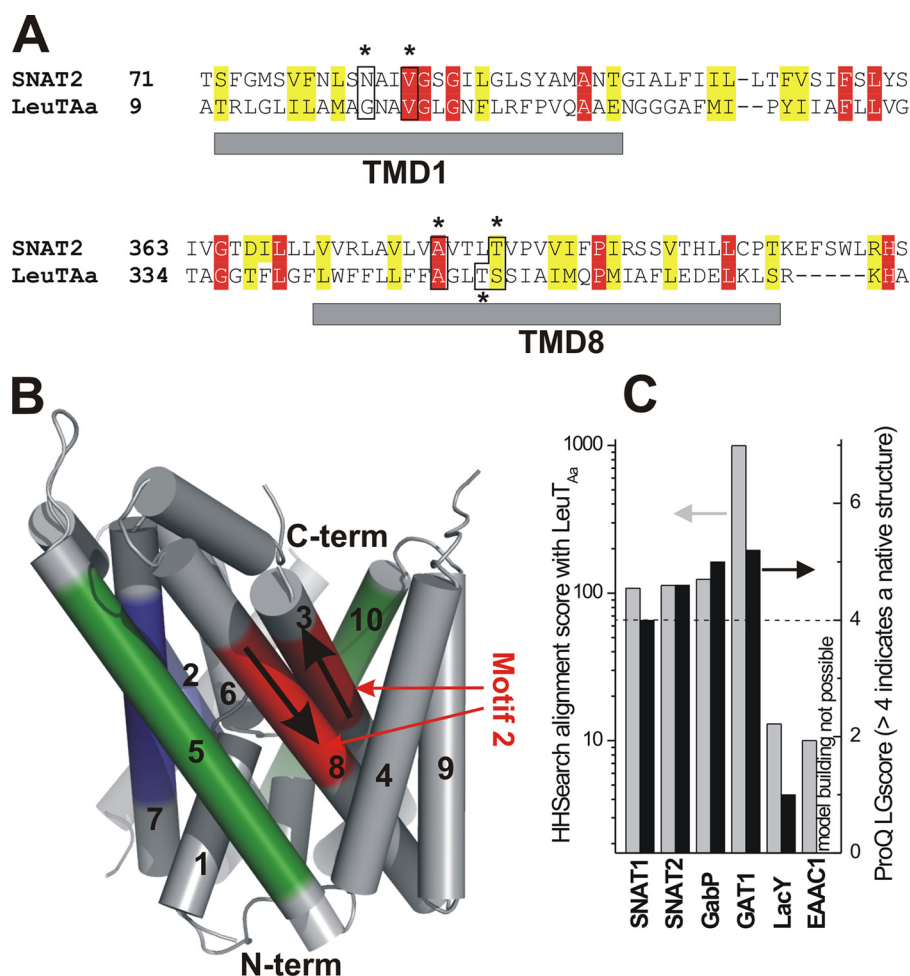 A
* *
SNAT2 71 TSFGMSVFNLSNAIVGSGILGLSYAMANTGIALFIIL-LTFVSIFSLYS
LeuTAa 9 ATRLGLILAMAGNAVGLGNFLRFPVQAAENGGGAFMI--PYIIAFLLVG
TMD1
* *
SNAT2 363 IVGTDILLLVVRLAVLVAVTLTVPVVIFPIRSSVTHLLCPTKEFSWLRHS
LeuTAa 334 TAGGTFLGFLWFFLLFFAGLTSSIAIMQPMIAFLEDELKLSR-----KHA
*
TMD8
B
C-term
3
10
2
6
5
8
4
9
7
1
Motif 2
N-term
C
HHSearch alignment score with LeuTAa
1000
100
10
model building not possible
6
4
2
0
ProQ LGscore (> 4 indicates a native structure)
SNAT1
SNAT2
GabP
GAT1
LacY
EAAC1